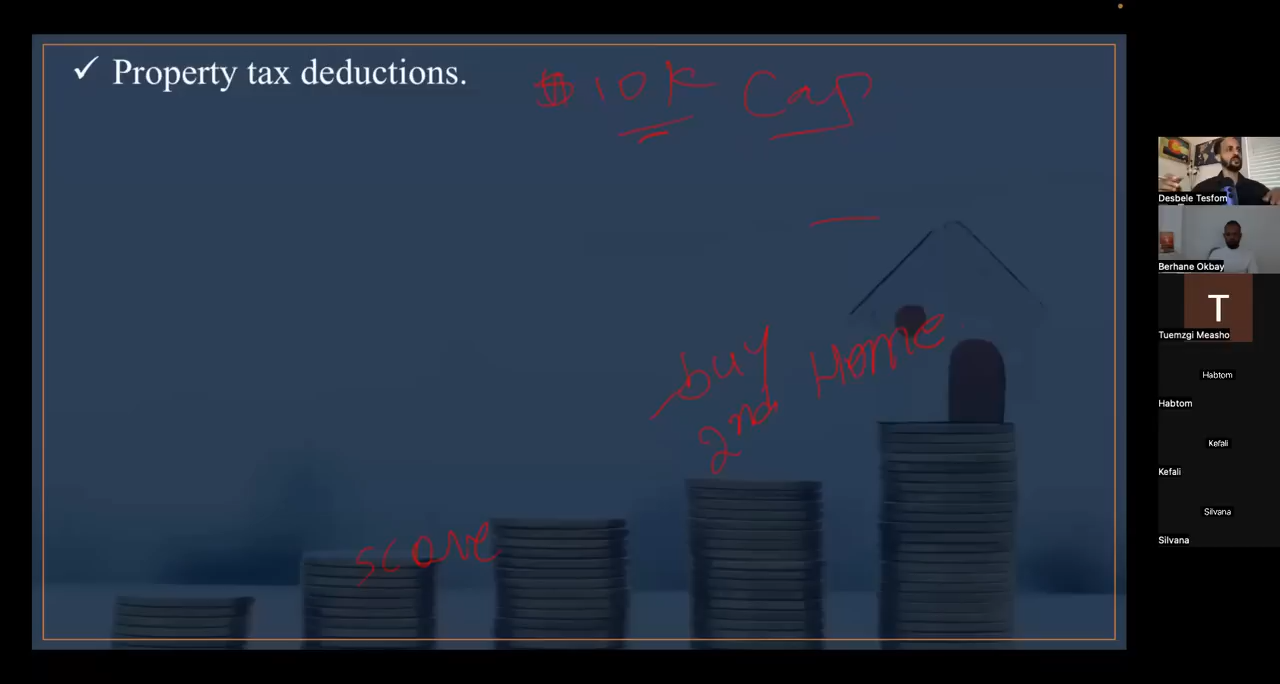 ✓ Property tax deductions.
$10K Cap
buy
2nd Home
score
Desbele Tesfom
Berhane Okbay
T
Tuemzgi Measho
Habtom
Habtom
Kefali
Kefali
Silvana
Silvana